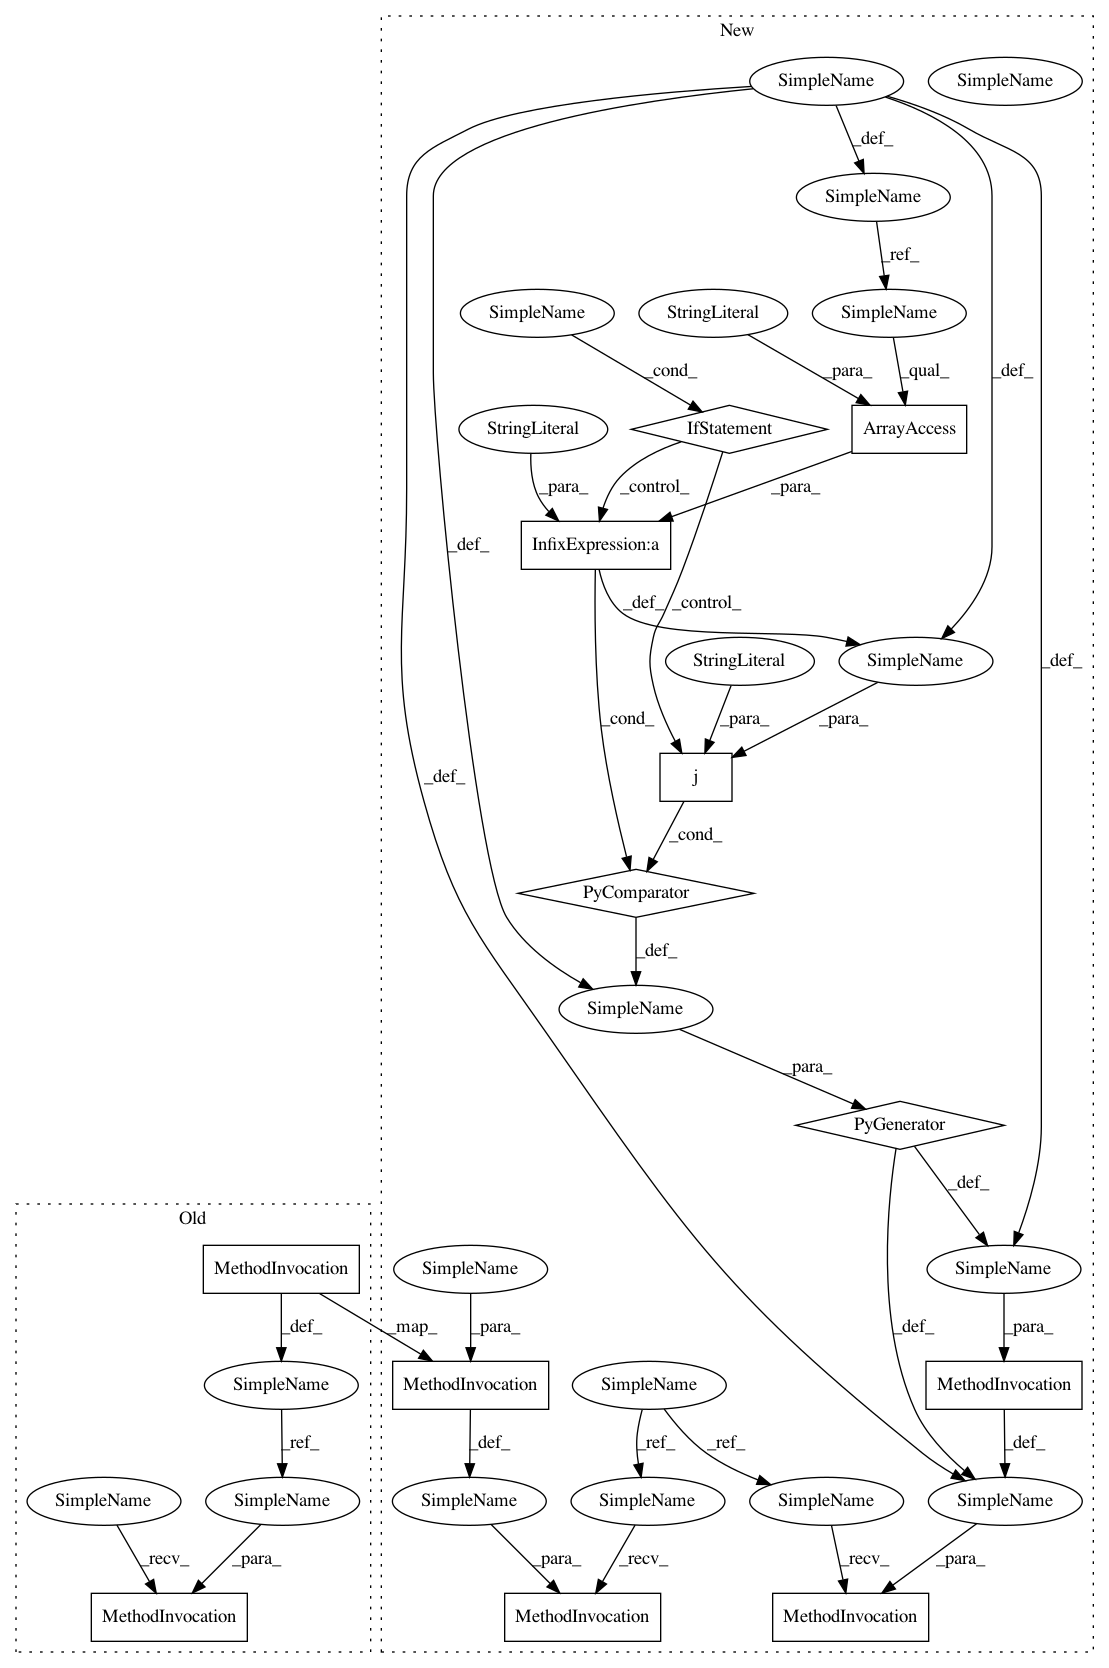 New
SimpleName SimpleName
_def_
SimpleName
_ref_
SimpleName StringLiteral SimpleName
_cond_ _para_ _qual_ _def_
StringLiteral IfStatement ArrayAccess
_para_ _control_ _para_
InfixExpression:a
_def_
_def_ _control_
StringLiteral SimpleName
_def_
_cond_ _para_ _para_
_def_ j
_cond_
PyComparator
_def_
SimpleName
_para_
PyGenerator
_def_
Old
MethodInvocation SimpleName SimpleName
_def_ _map_ _para_ _def_ _para_
SimpleName MethodInvocation SimpleName MethodInvocation
_ref_ _def_ _ref_ _ref_ _def_
SimpleName SimpleName SimpleName SimpleName SimpleName SimpleName
_recv_ _para_ _para_ _recv_ _recv_ _para_
MethodInvocation MethodInvocation MethodInvocation